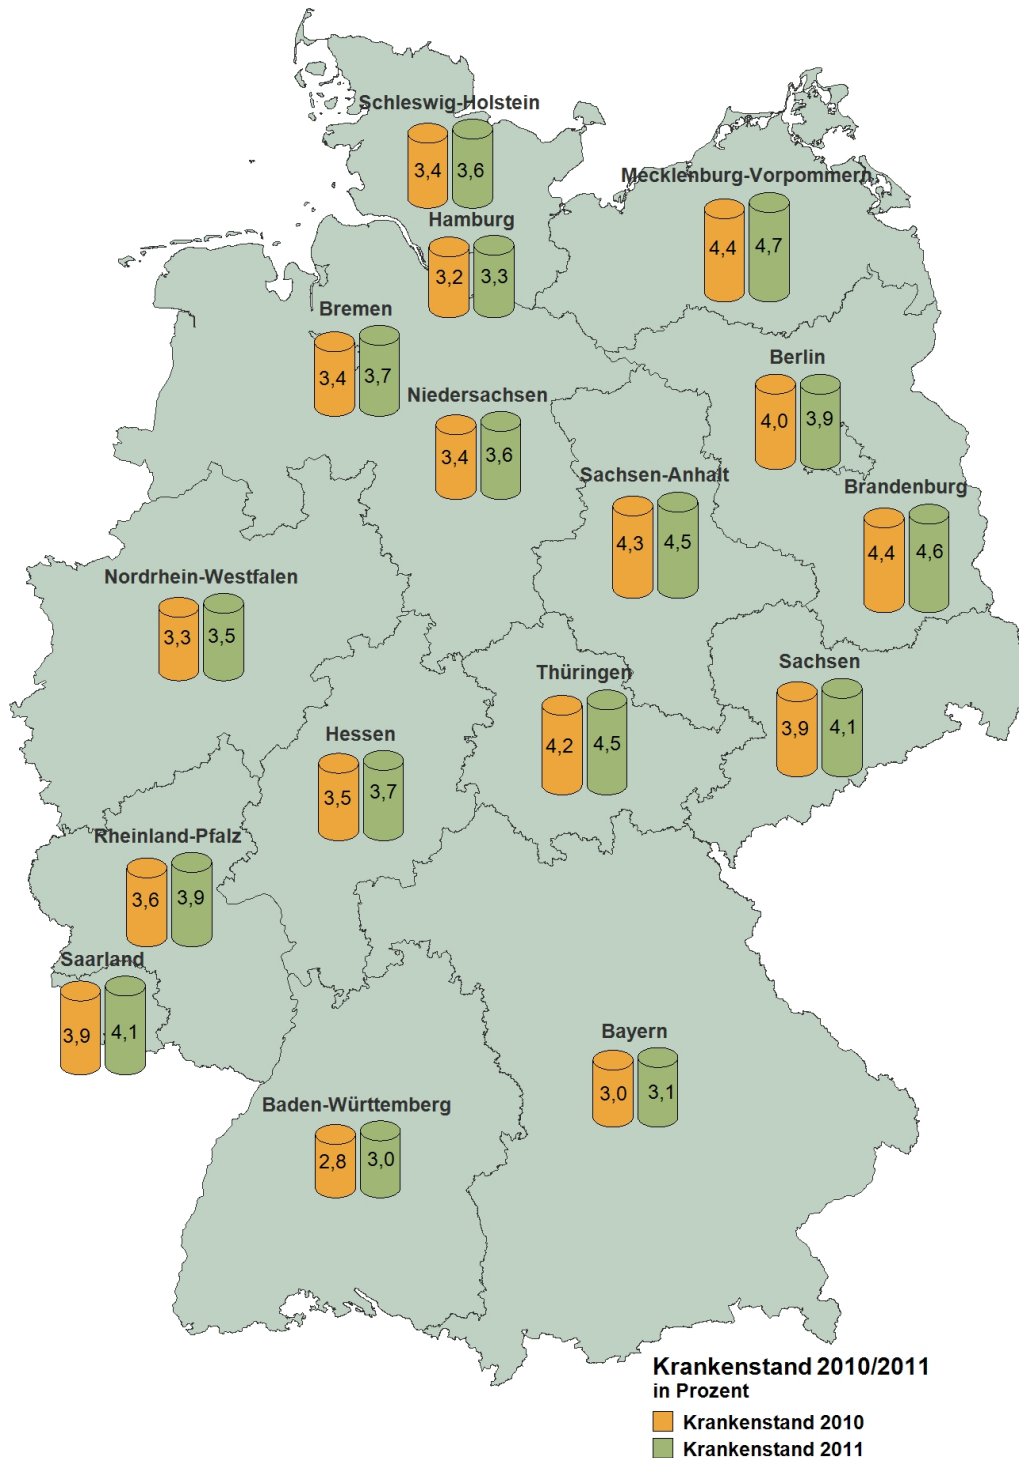 Schleswig-Holstein
3,4 3,6
Mecklenburg-Vorpommern
4,4 4,7
Hamburg
3,2 3,3
Bremen
3,4 3,7
Berlin
4,0 3,9
Niedersachsen
3,4 3,6
Sachsen-Anhalt
4,3 4,5
Brandenburg
4,4 4,6
Nordrhein-Westfalen
3,3 3,5
Thüringen
4,2 4,5
Sachsen
3,9 4,1
Hessen
3,5 3,7
Rheinland-Pfalz
3,6 3,9
Saarland
3,9 4,1
Bayern
3,0 3,1
Baden-Württemberg
2,8 3,0
Krankenstand 2010/2011
in Prozent
Krankenstand 2010
Krankenstand 2011